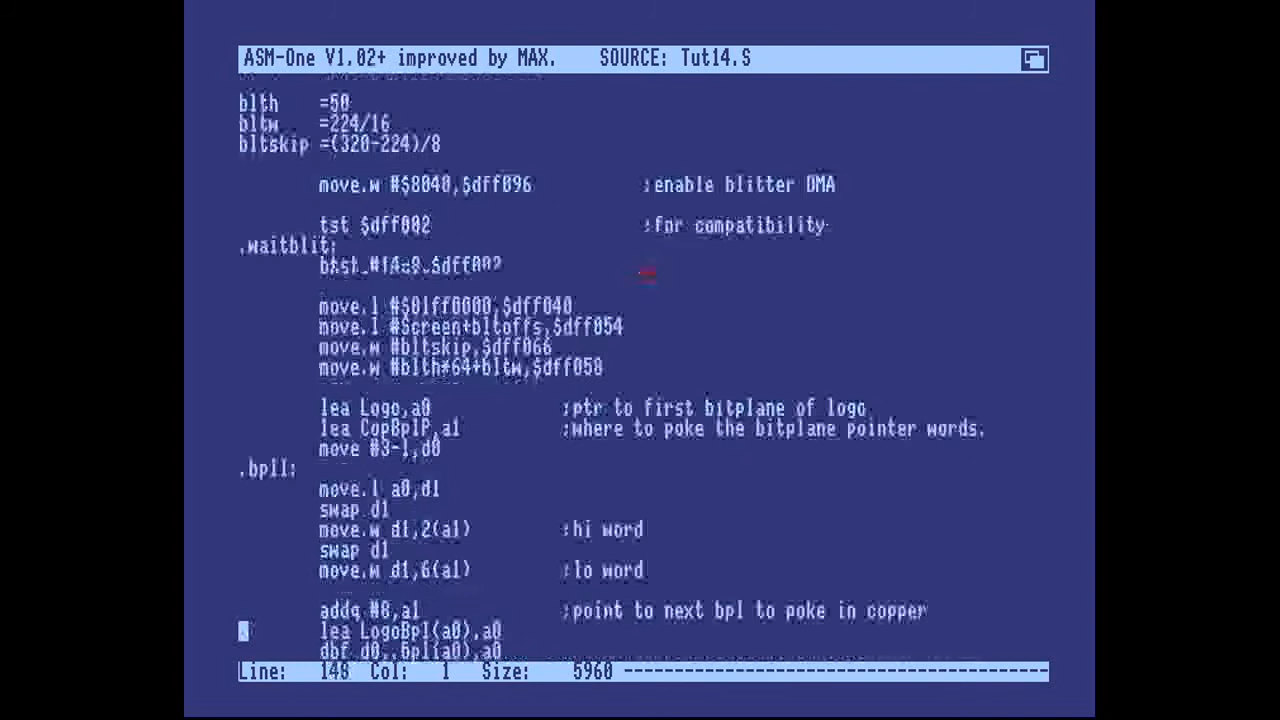 ASM-One V1.02+ improved by MAX. SOURCE: Tut14.S
blth =50
bltw =224/16
bltskip =(320-224)/8
move.w #$8040,$dff096 ;enable blitter DMA
tst $dff002 ;for compatibility
.waitblit:
$dff002
move.l #$01ff0000,$dff040
move.l #Screen+bltoffs,$dff054
move.w #bltskip,$dff066
move.w #blth*64+bltw,$dff058
lea Logo,a0 ;ptr to first bitplane of logo
lea CopBplP,a1 ;where to poke the bitplane pointer words.
move #3-1,d0
.bpll:
move.l a0,d1
swap d1
move.w d1,2(a1) ;hi word
swap d1
move.w d1,6(a1) ;lo word
addq #8,a1 ;point to next bpl to poke in copper
lea LogoBpl(a0),a0
dbf d0,
Line: 148 Col: 1 Size: 5960 -----------------------------------------